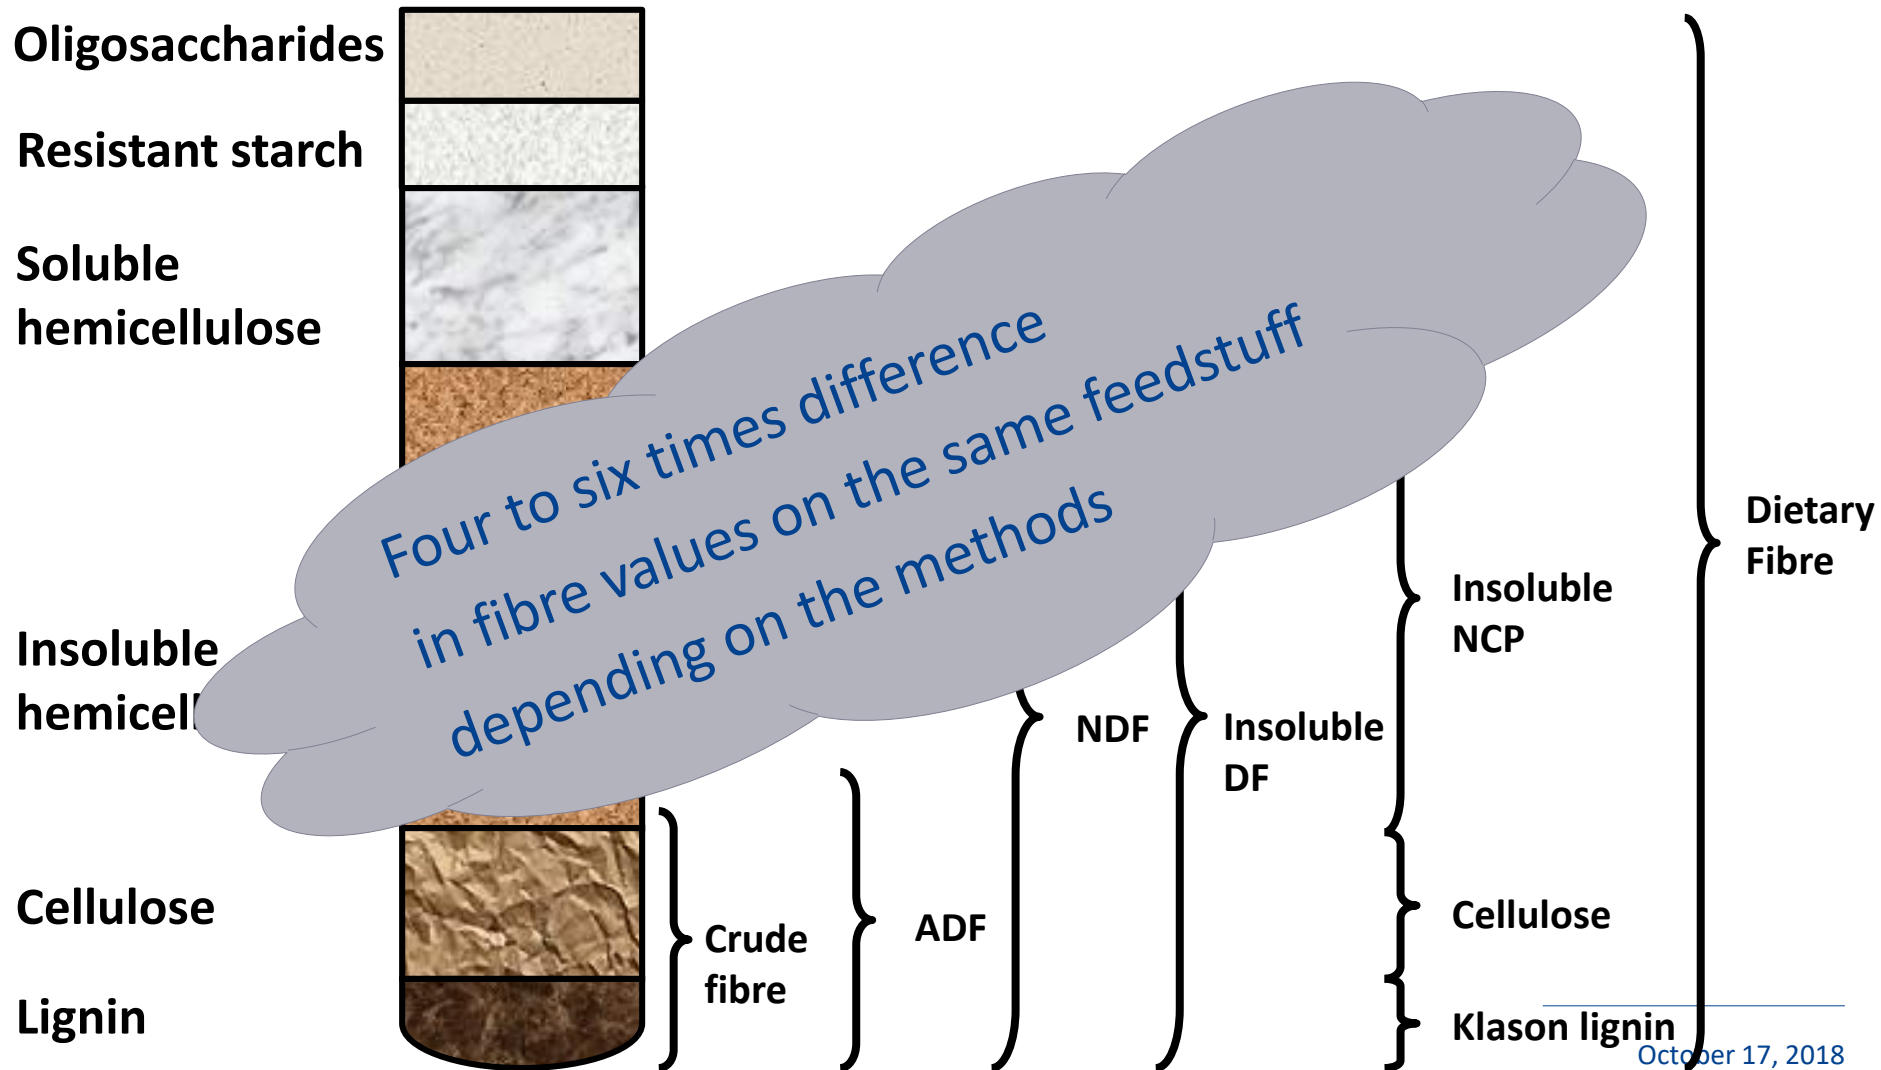 Oligosaccharides
Resistant starch
Soluble
hemicellulose
Insoluble
hemicell
Cellulose
Lignin
Four to six times difference
in fibre values on the same feedstuff
depending on the methods
Crude
fibre
ADF
NDF
Insoluble
DF
Insoluble
NCP
Cellulose
Klason lignin
Dietary
Fibre
October 17, 2018